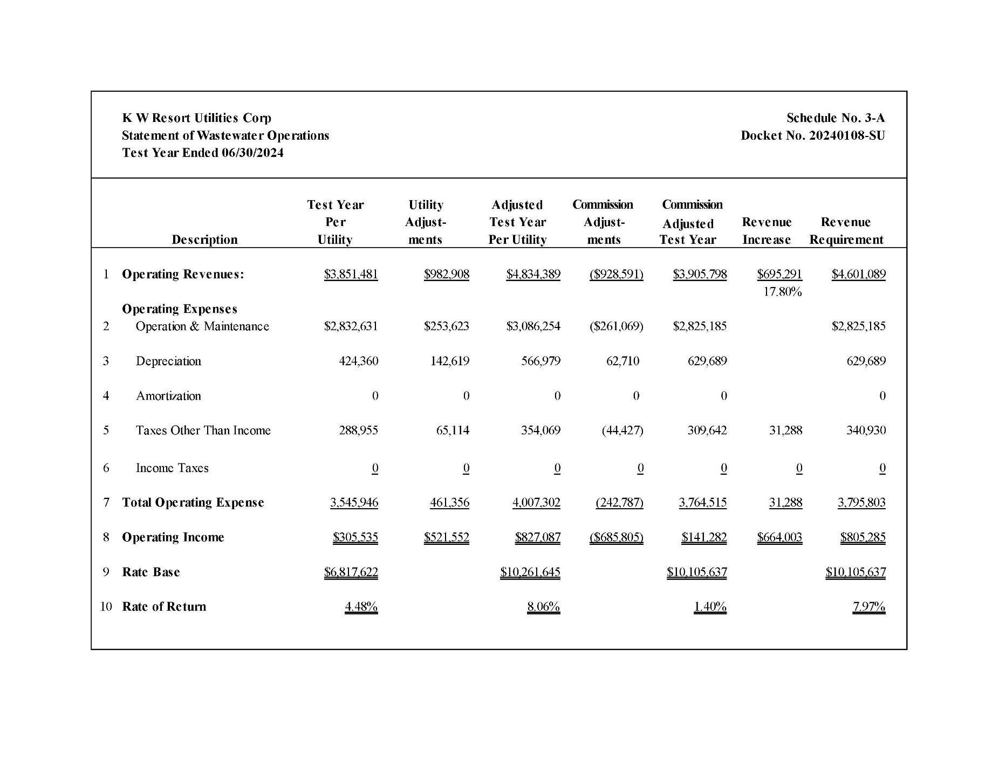 K W Resort Utilities Corp Schedule No. 3-A
Statement of Wastewater Operations Docket No. 20240108-SU
Test Year Ended 06/30/2024
Test Year Utility Adjusted Commission Commission
Per Adjust- Test Year Adjust- Adjusted Revenue Revenue
Description Utility ments Per Utility ments Test Year Increase Requirement
1 Operating Revenues: $3,851,481 $982,908 $4,834,389 ($928,591) $3,905,798 $695,291 $4,601,089
17.80%
Operating Expenses
2 Operation & Maintenance $2,832,631 $253,623 $3,086,254 ($261,069) $2,825,185 $2,825,185
3 Depreciation 424,360 142,619 566,979 62,710 629,689 629,689
4 Amortization 0 0 0 0 0 0
5 Taxes Other Than Income 288,955 65,114 354,069 (44,427) 309,642 31,288 340,930
6 Income Taxes 0 0 0 0 0 0 0
7 Total Operating Expense 3,545,946 461,356 4,007,302 (242,787) 3,764,515 31,288 3,795,803
8 Operating Income $305,535 $521,552 $827,087 ($685,805) $141,282 $664,003 $805,285
9 Rate Base $6,817,622 $10,261,645 $10,105,637 $10,105,637
10 Rate of Return 4.48% 8.06% 1.40% 7.97%